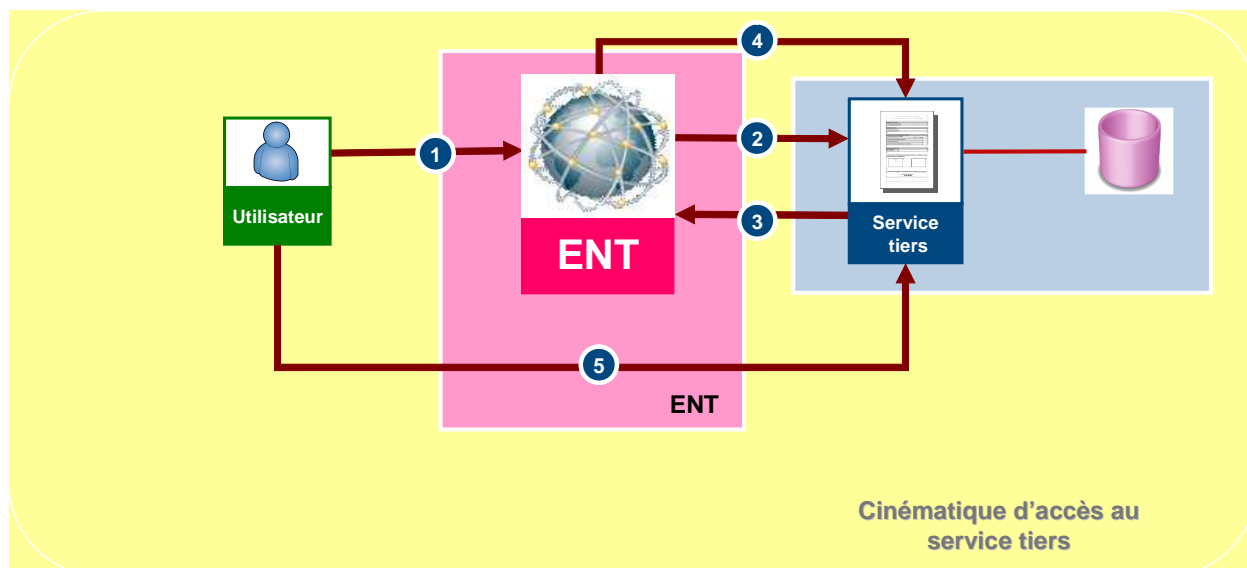 4
1
2
Utilisateur
3
Service
tiers
ENT
5
ENT
Cinématique d’accès au
service tiers